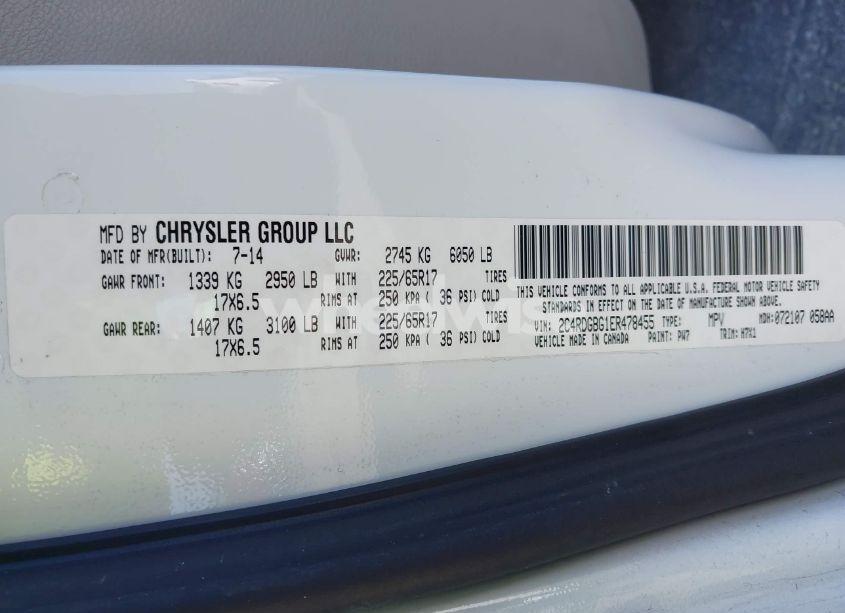 MFD BY CHRYSLER GROUP LLC
DATE OF MFR(BUILT): 7-14 GVWR: 2745 KG 6050 LB
GAWR FRONT: 1339 KG 2950 LB WITH 225/65R17 TIRES
17X6.5 RIMS AT 250 KPA ( 36 PSI) COLD
GAWR REAR: 1407 KG 3100 LB WITH 225/65R17 TIRES
17X6.5 RIMS AT 250 KPA ( 36 PSI) COLD
THIS VEHICLE CONFORMS TO ALL APPLICABLE U.S.A. FEDERAL MOTOR VEHICLE SAFETY
STANDARDS IN EFFECT ON THE DATE OF MANUFACTURE SHOWN ABOVE.
VIN: 2C4RDGBG1ER478455 TYPE: MPV MDH:072107 058AA
VEHICLE MADE IN CANADA PAINT: PW7 TRIM: H7X1